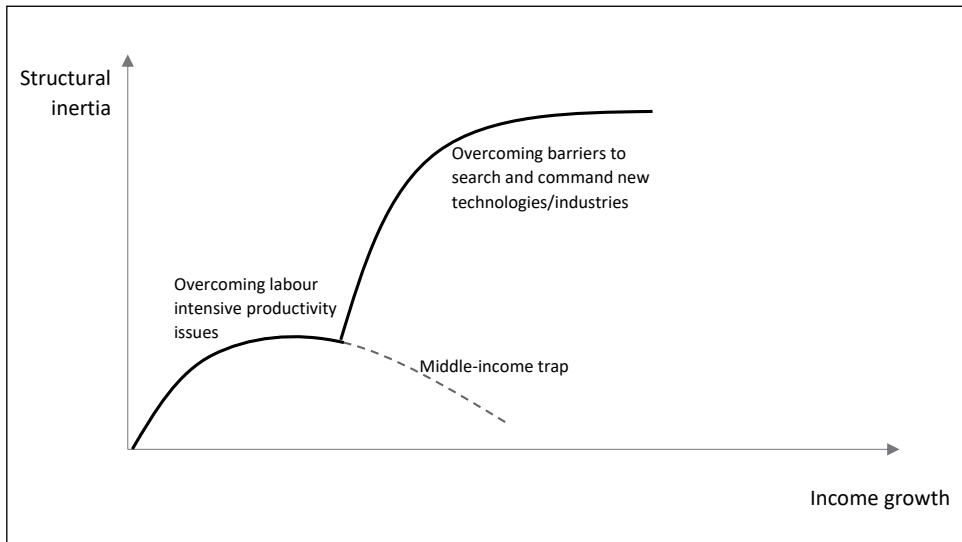 Structural
inertia
Overcoming barriers to
search and command new
technologies/industries
Overcoming labour
intensive productivity
issues
Middle-income trap
Income growth